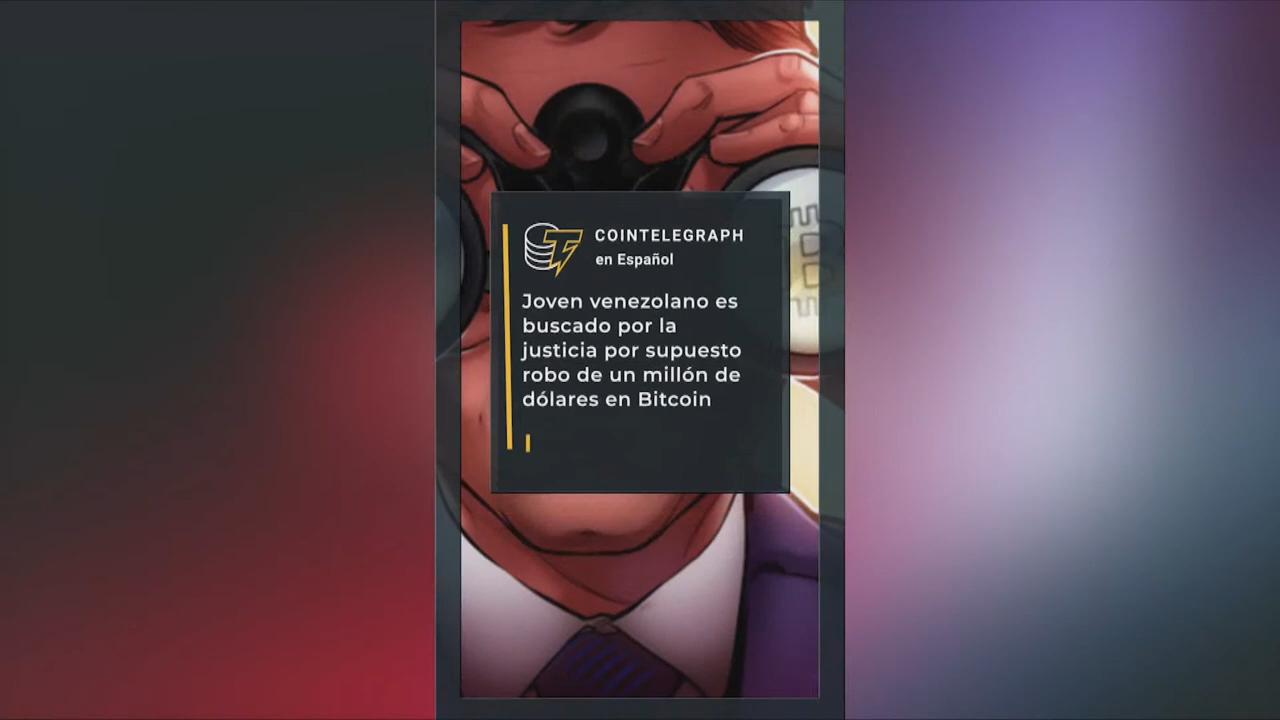 COINTELEGRAPH
en Español
Joven venezolano es
buscado por la
justicia por supuesto
robo de un millón de
dólares en Bitcoin